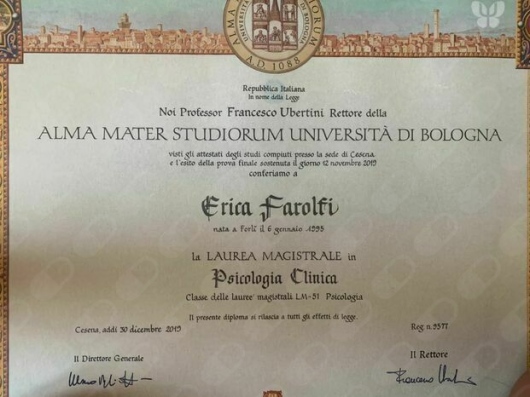 ALMA
ORUM
A.D. 1088
Repubblica Italiana
In nome della Legge
Noi Professor Francesco Ubertini Rettore della
ALMA MATER STUDIORUM UNIVERSITÀ DI BOLOGNA
visti gli attestati degli studi compiuti presso la sede di Cesena
e l'esito della prova finale sostenuta il giorno 12 novembre 2019
conferiamo a
Erica Farolfi
nata a Forlì il 6 gennaio 1995
la LAUREA MAGISTRALE in
Psicologia Clinica
Classe delle lauree magistrali LM-51 Psicologia
Il presente diploma si rilascia a tutti gli effetti di legge.
Cesena, addì 30 dicembre 2019
Reg. n. 9377
Il Direttore Generale
Il Rettore